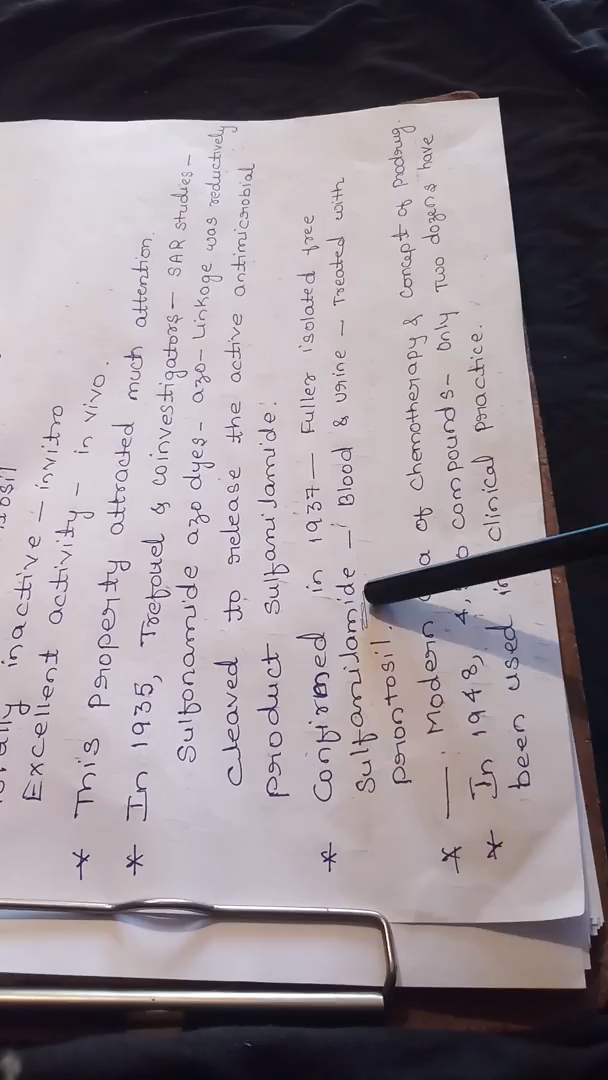 inactive - invitro
Excellent activity - in vivo.
* This property attracted much attention.
* In 1935, Trefouel & coinvestigators - SAR studies -
Sulfonamide azo dyes - azo-linkage was reductively
cleaved to release the active antimicrobial
product Sulfanilamide.
* Confirmed in 1937 - Fuller isolated free
Sulfanilamide - Blood & urine - Treated with
prontosil
* : Modern of chemotherapy & concept of prodrug.
* In 1948, compounds - only two dozens have
been used in clinical practice.